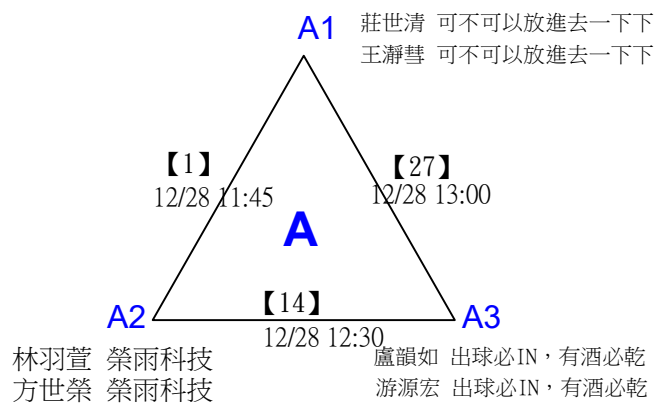 A1
莊世清 可不可以放進去一下下
王瀞彗 可不可以放進去一下下
【1】
12/28 11:45
【27】
12/28 13:00
A
【14】
12/28 12:30
A2
林羽萱 榮雨科技
方世榮 榮雨科技
A3
盧韻如 出球必IN，有酒必乾
游源宏 出球必IN，有酒必乾